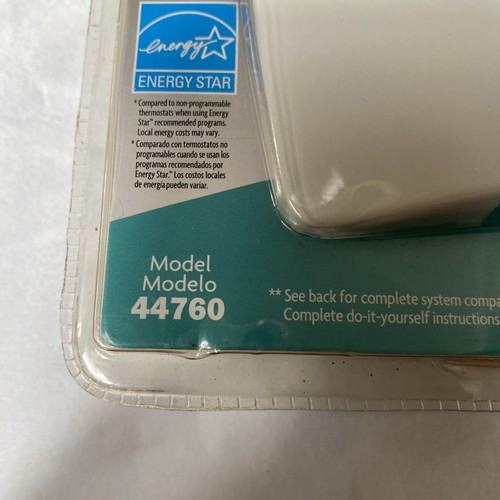 energy
ENERGY STAR
* Compared to non-programmable
thermostats when using Energy
Star™ recommended programs.
Local energy costs may vary.
* Comparado con termostatos no
programables cuando se usan los
programas recomendados por
Energy Star.™ Los costos locales
de energía pueden variar.
Model
Modelo
44760
** See back for complete system compa
Complete do-it-yourself instructions